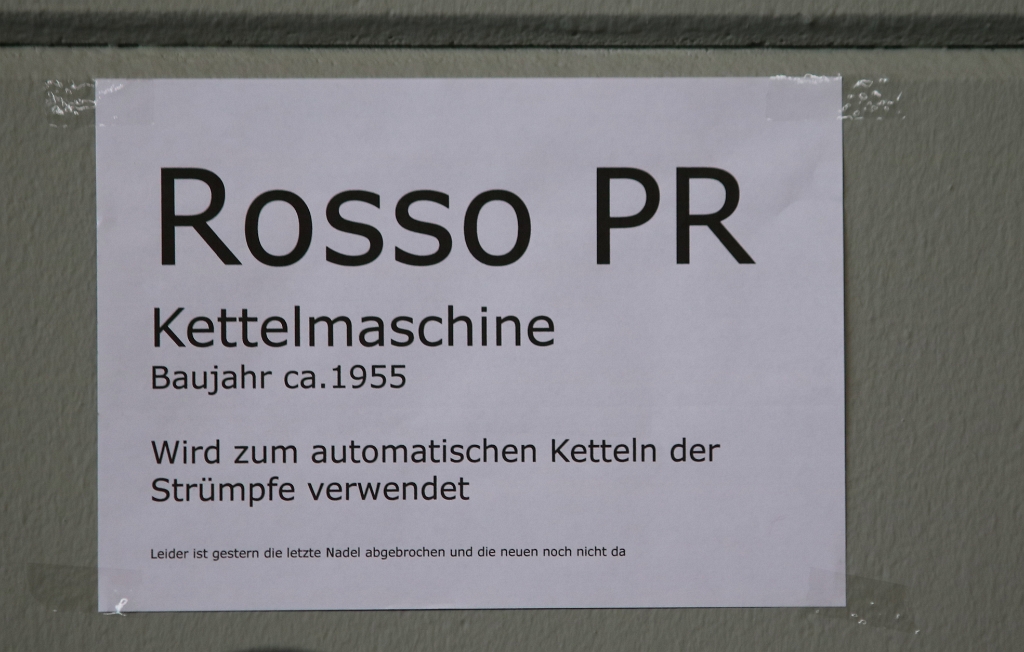 Rosso PR
Kettelmaschine
Baujahr ca.1955
Wird zum automatischen Ketteln der
Strümpfe verwendet
Leider ist gestern die letzte Nadel abgebrochen und die neuen noch nicht da